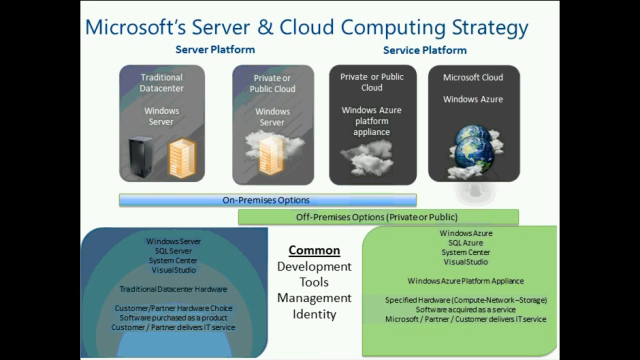 Microsoft's Server & Cloud Computing Strategy
Server Platform
Service Platform
Traditional
Datacenter
Windows
Server
Private or
Public Cloud
Windows
Server
Private or Public
Cloud
Windows Azure
platform
appliance
Microsoft Cloud
Windows Azure
On-Premises Options
Off-Premises Options (Private or Public)
Windows Server
SQL Server
System Center
VisualStudio
Traditional Datacenter Hardware
Customer/Partner Hardware Choice
Software purchased as a product
Customer / Partner delivers IT service
Common
Development
Tools
Management
Identity
Windows Azure
SQL Azure
System Center
VisualStudio
Windows Azure Platform Appliance
Specified Hardware (Compute-Network–Storage)
Software acquired as a service
Microsoft / Partner / Customer delivers IT service